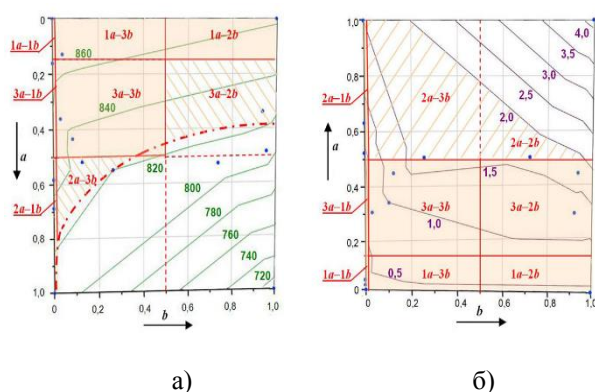 1a–1b
3a–1b
2a–1b
0
0,2
0,4
0,6
0,8
1,0
a
1a–3b
1a–2b
860
3a–3b
3a–2b
840
820
2a–3b
800
780
760
740
720
0
0,2
0,4
0,6
0,8
1,0
b
a)
2a–1b
3a–1b
1a–1b
1,0
0,8
0,6
0,4
0,2
0
a
4,0
3,5
3,0
2,5
2,0
2a–3b
2a–2b
1,5
3a–3b
3a–2b
1,0
0,5
1a–3b
1a–2b
0
0,2
0,4
0,6
0,8
1,0
b
б)